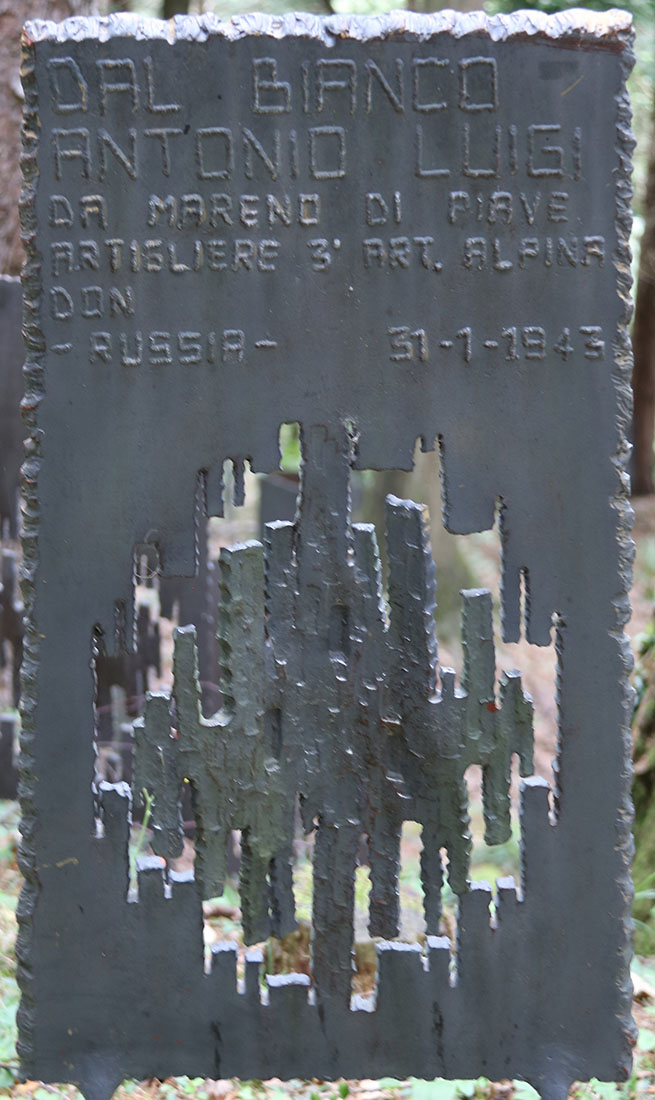 DAL BIANCO
ANTONIO LUIGI
DA MARENO DI PIAVE
ARTIGLIERE 3° ART. ALPINA
DON
- RUSSIA - 31-1-1943